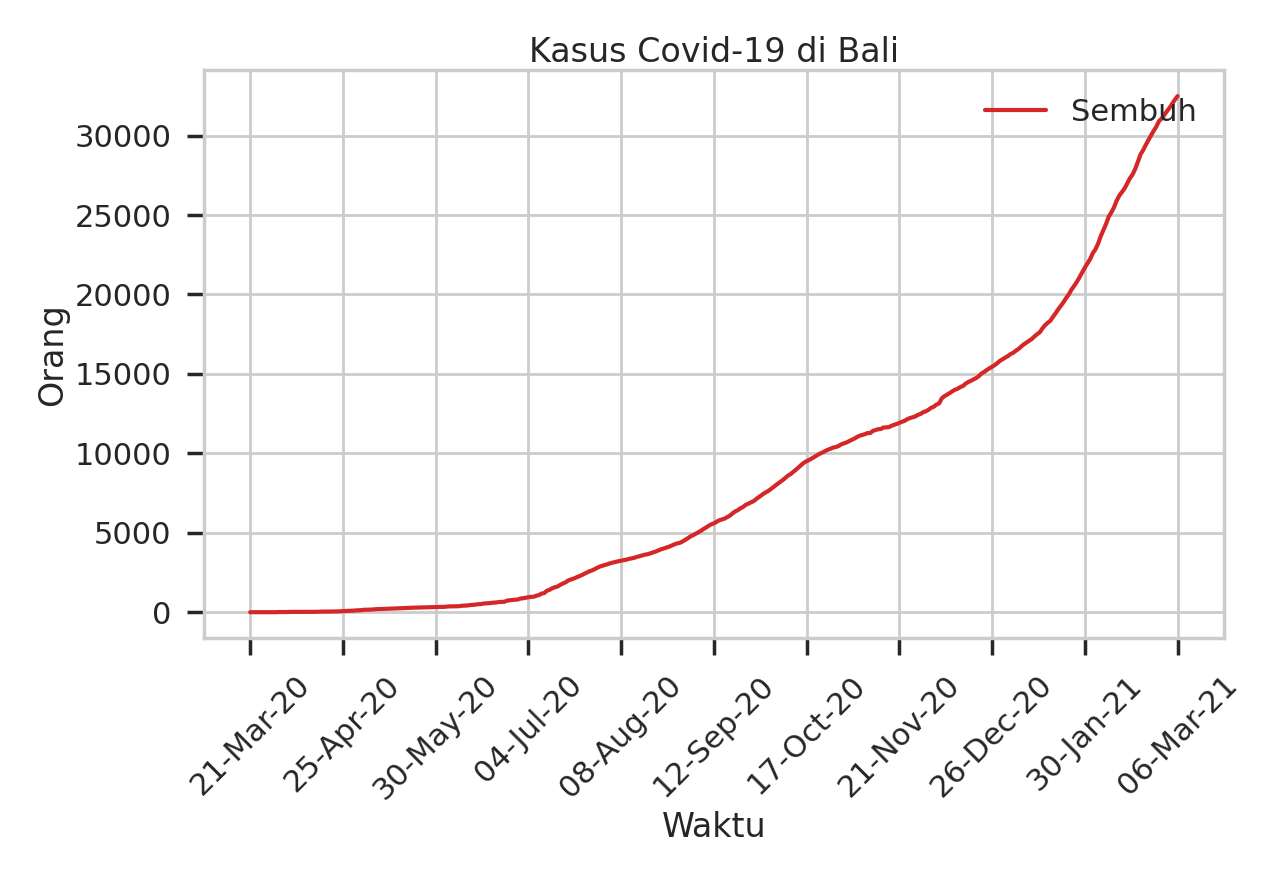 Kasus Covid-19 di Bali
Sembuh
30000
25000
20000
15000
10000
5000
0
Orang
21-Mar-20
25-Apr-20
30-May-20
04-Jul-20
08-Aug-20
12-Sep-20
17-Oct-20
21-Nov-20
26-Dec-20
30-Jan-21
06-Mar-21
Waktu